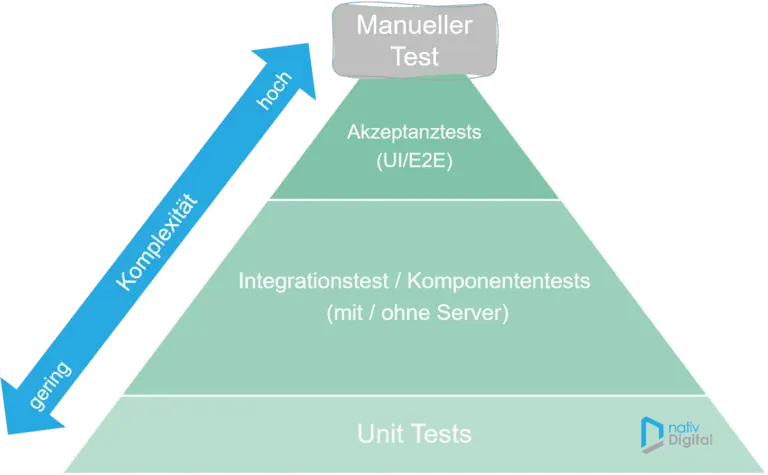 Manueller
Test
hoch
Akzeptanztests
(UI/E2E)
Komplexität
Integrationstest / Komponententests
(mit / ohne Server)
gering
Unit Tests
nativ
Digital